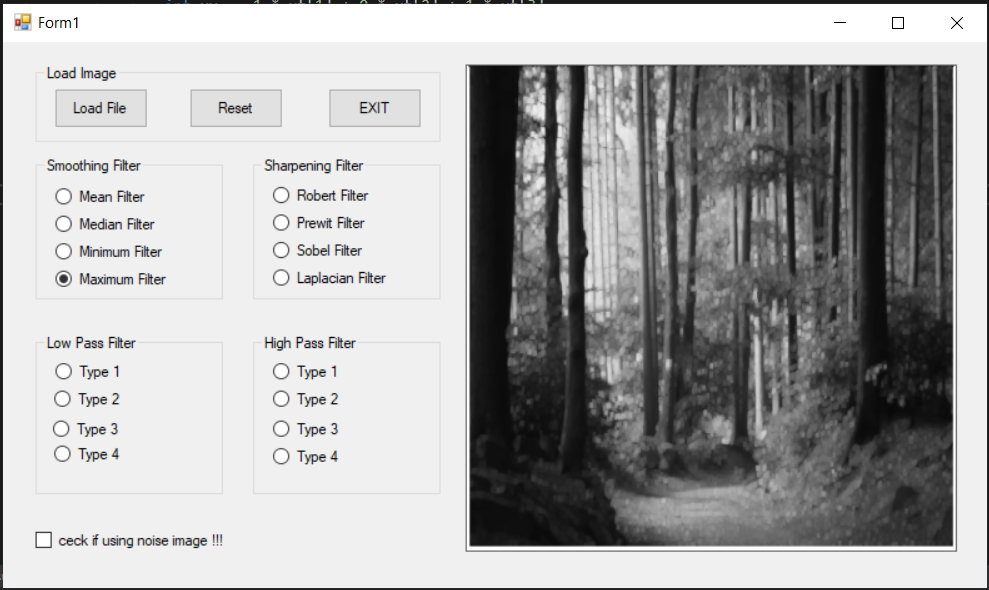 Form1
Load Image
Load File Reset EXIT
Smoothing Filter
Mean Filter
Median Filter
Minimum Filter
Maximum Filter
Sharpening Filter
Robert Filter
Prewit Filter
Sobel Filter
Laplacian Filter
Low Pass Filter
Type 1
Type 2
Type 3
Type 4
High Pass Filter
Type 1
Type 2
Type 3
Type 4
ceck if using noise image !!!